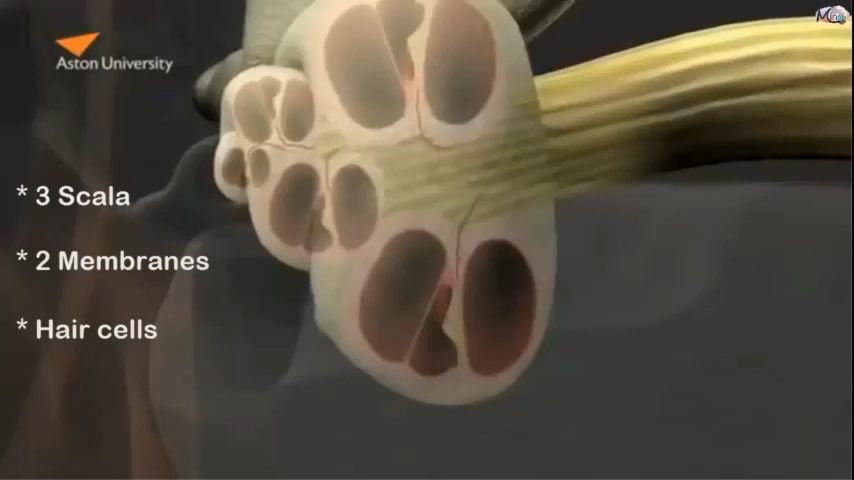 Aston University
* 3 Scala
* 2 Membranes
* Hair cells